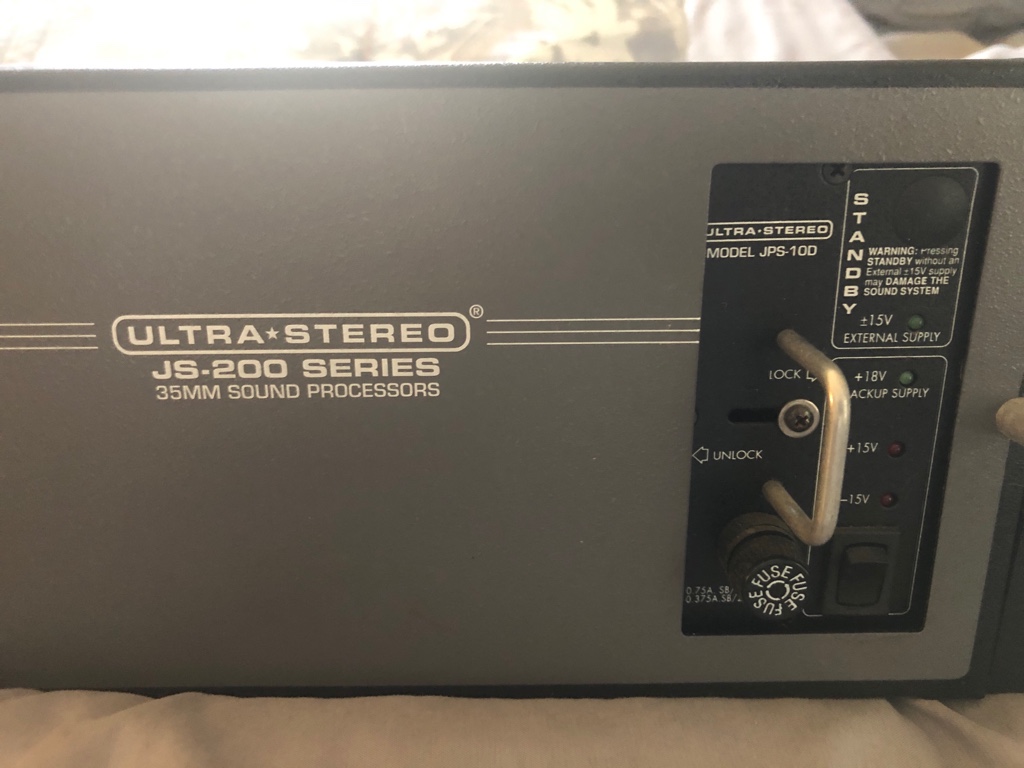 ULTRA★STEREO®
JS-200 SERIES
35MM SOUND PROCESSORS
ULTRA★STEREO
MODEL JPS-10D
STANDBY
WARNING: Pressing
STANDBY without an
External ±15V supply
may DAMAGE THE
SOUND SYSTEM
±15V
EXTERNAL SUPPLY
LOCK
+18V
BACKUP SUPPLY
UNLOCK
+15V
-15V
0.75A, SB/
0.375A.SB/
FUSE FUSE FUSE